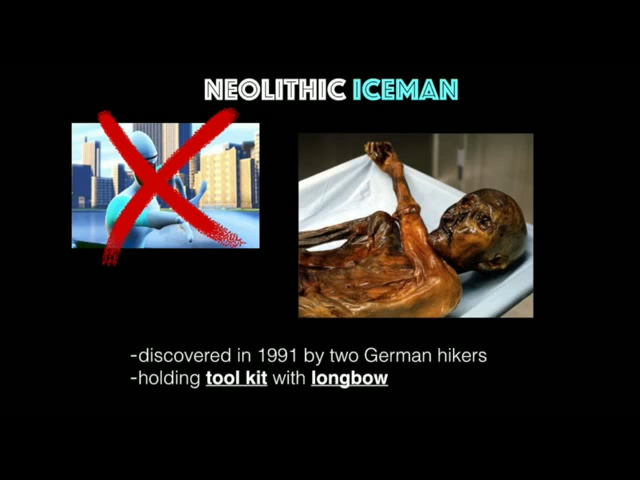 NEOLITHIC ICEMAN
-discovered in 1991 by two German hikers
-holding tool kit with longbow